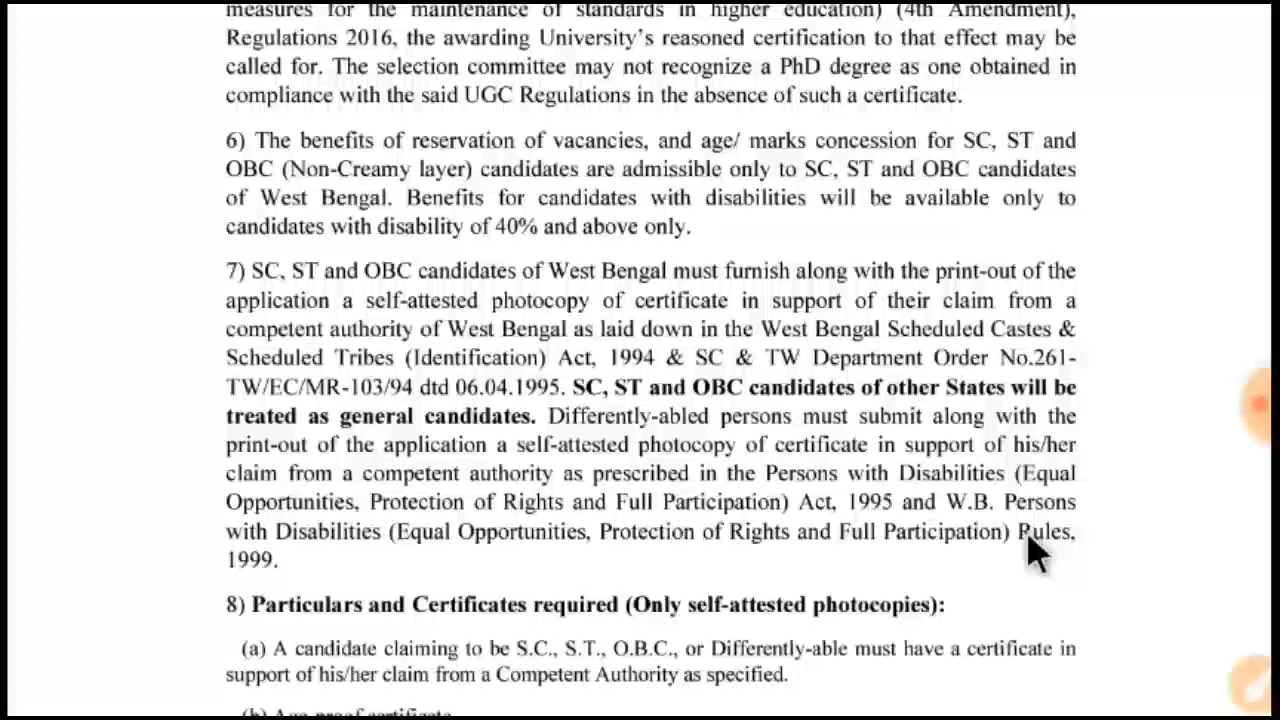 measures for the maintenance of standards in higher education) (4th Amendment),
Regulations 2016, the awarding University's reasoned certification to that effect may be
called for. The selection committee may not recognize a PhD degree as one obtained in
compliance with the said UGC Regulations in the absence of such a certificate.
6) The benefits of reservation of vacancies, and age/ marks concession for SC, ST and
OBC (Non-Creamy layer) candidates are admissible only to SC, ST and OBC candidates
of West Bengal. Benefits for candidates with disabilities will be available only to
candidates with disability of 40% and above only.
7) SC, ST and OBC candidates of West Bengal must furnish along with the print-out of the
application a self-attested photocopy of certificate in support of their claim from a
competent authority of West Bengal as laid down in the West Bengal Scheduled Castes &
Scheduled Tribes (Identification) Act, 1994 & SC & TW Department Order No.261-
TW/EC/MR-103/94 dtd 06.04.1995. SC, ST and OBC candidates of other States will be
treated as general candidates. Differently-abled persons must submit along with the
print-out of the application a self-attested photocopy of certificate in support of his/her
claim from a competent authority as prescribed in the Persons with Disabilities (Equal
Opportunities, Protection of Rights and Full Participation) Act, 1995 and W.B. Persons
with Disabilities (Equal Opportunities, Protection of Rights and Full Participation) Rules,
1999.
8) Particulars and Certificates required (Only self-attested photocopies):
(a) A candidate claiming to be S.C., S.T., O.B.C., or Differently-able must have a certificate in
support of his/her claim from a Competent Authority as specified.
(b) Age proof certificate